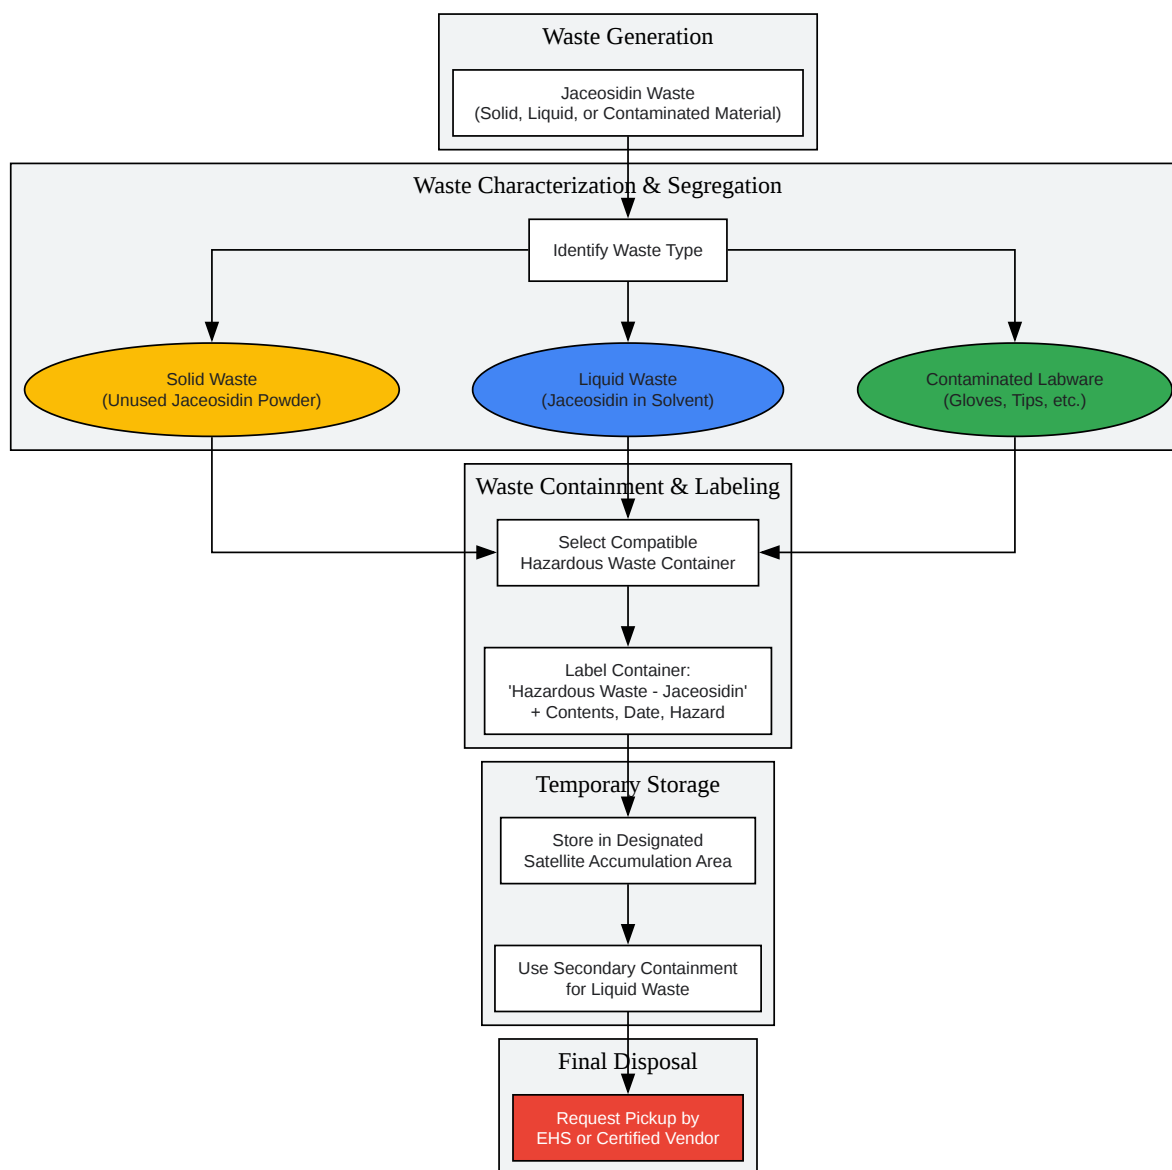 Waste Generation
Jaceosidin Waste
(Solid, Liquid, or Contaminated Material)
Waste Characterization & Segregation
Identify Waste Type
Solid Waste
(Unused Jaceosidin Powder)
Liquid Waste
(Jaceosidin in Solvent)
Contaminated Labware
(Gloves, Tips, etc.)
Waste Containment & Labeling
Select Compatible
Hazardous Waste Container
Label Container:
'Hazardous Waste - Jaceosidin'
+ Contents, Date, Hazard
Temporary Storage
Store in Designated
Satellite Accumulation Area
Use Secondary Containment
for Liquid Waste
Final Disposal
Request Pickup by
EHS or Certified Vendor